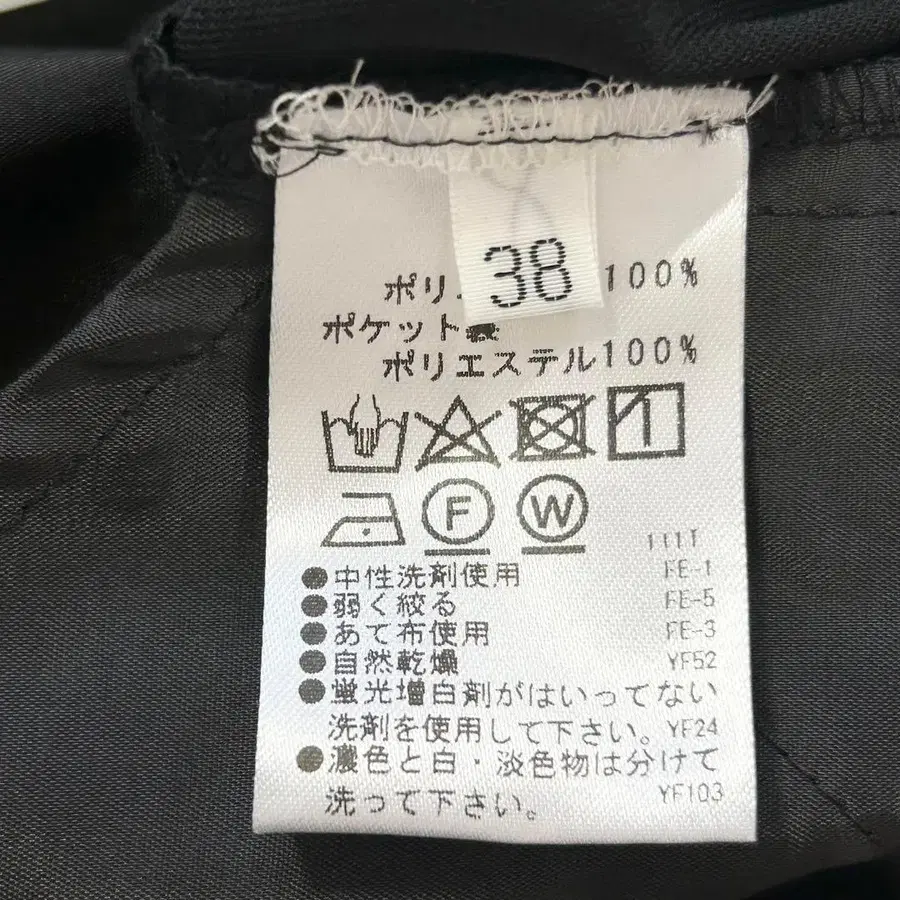 38
ポリ 100%
ポケット裏
ポリエステル100%
F W
1111
●中性洗剤使用 FE-1
●弱く絞る FE-5
●あて布使用 FE-3
●自然乾燥 YF52
●蛍光増白剤がはいってない
洗剤を使用して下さい。 YF24
●濃色と白・淡色物は分けて
洗って下さい。 YF103